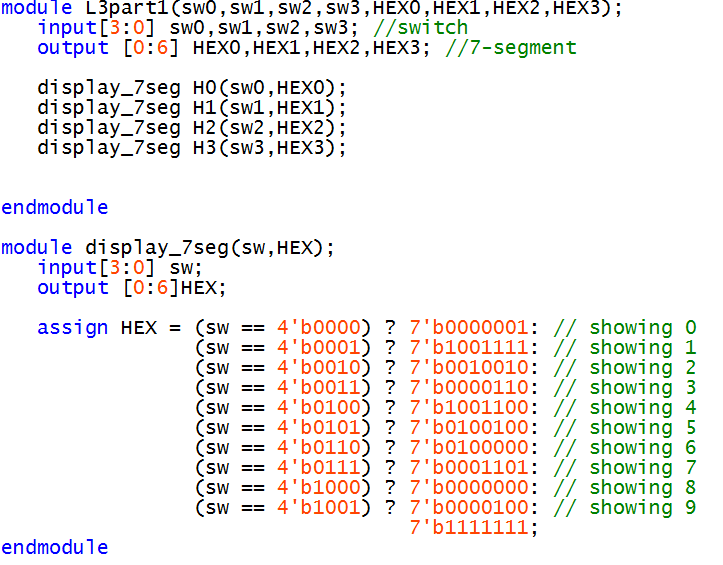 module L3part1(sw0,sw1,sw2,sw3,HEX0,HEX1,HEX2,HEX3);
   input[3:0] sw0,sw1,sw2,sw3; //switch
   output [0:6] HEX0,HEX1,HEX2,HEX3; //7-segment

   display_7seg H0(sw0,HEX0);
   display_7seg H1(sw1,HEX1);
   display_7seg H2(sw2,HEX2);
   display_7seg H3(sw3,HEX3);


endmodule

module display_7seg(sw,HEX);
   input[3:0] sw;
   output [0:6]HEX;

   assign HEX = (sw == 4'b0000) ? 7'b0000001: // showing 0
                (sw == 4'b0001) ? 7'b1001111: // showing 1
                (sw == 4'b0010) ? 7'b0010010: // showing 2
                (sw == 4'b0011) ? 7'b0000110: // showing 3
                (sw == 4'b0100) ? 7'b1001100: // showing 4
                (sw == 4'b0101) ? 7'b0100100: // showing 5
                (sw == 4'b0110) ? 7'b0100000: // showing 6
                (sw == 4'b0111) ? 7'b0001101: // showing 7
                (sw == 4'b1000) ? 7'b0000000: // showing 8
                (sw == 4'b1001) ? 7'b0000100: // showing 9
                                  7'b1111111;
endmodule